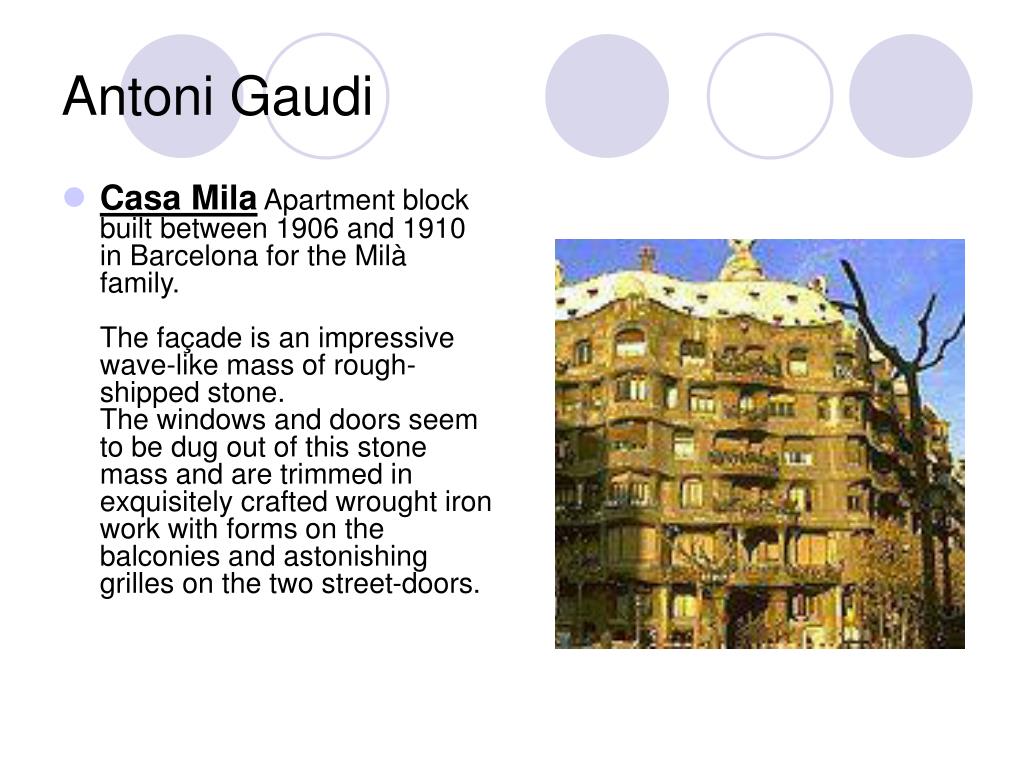 Antoni Gaudi
Casa Mila Apartment block
built between 1906 and 1910
in Barcelona for the Milà
family.
The façade is an impressive
wave-like mass of rough-
shipped stone.
The windows and doors seem
to be dug out of this stone
mass and are trimmed in
exquisitely crafted wrought iron
work with forms on the
balconies and astonishing
grilles on the two street-doors.